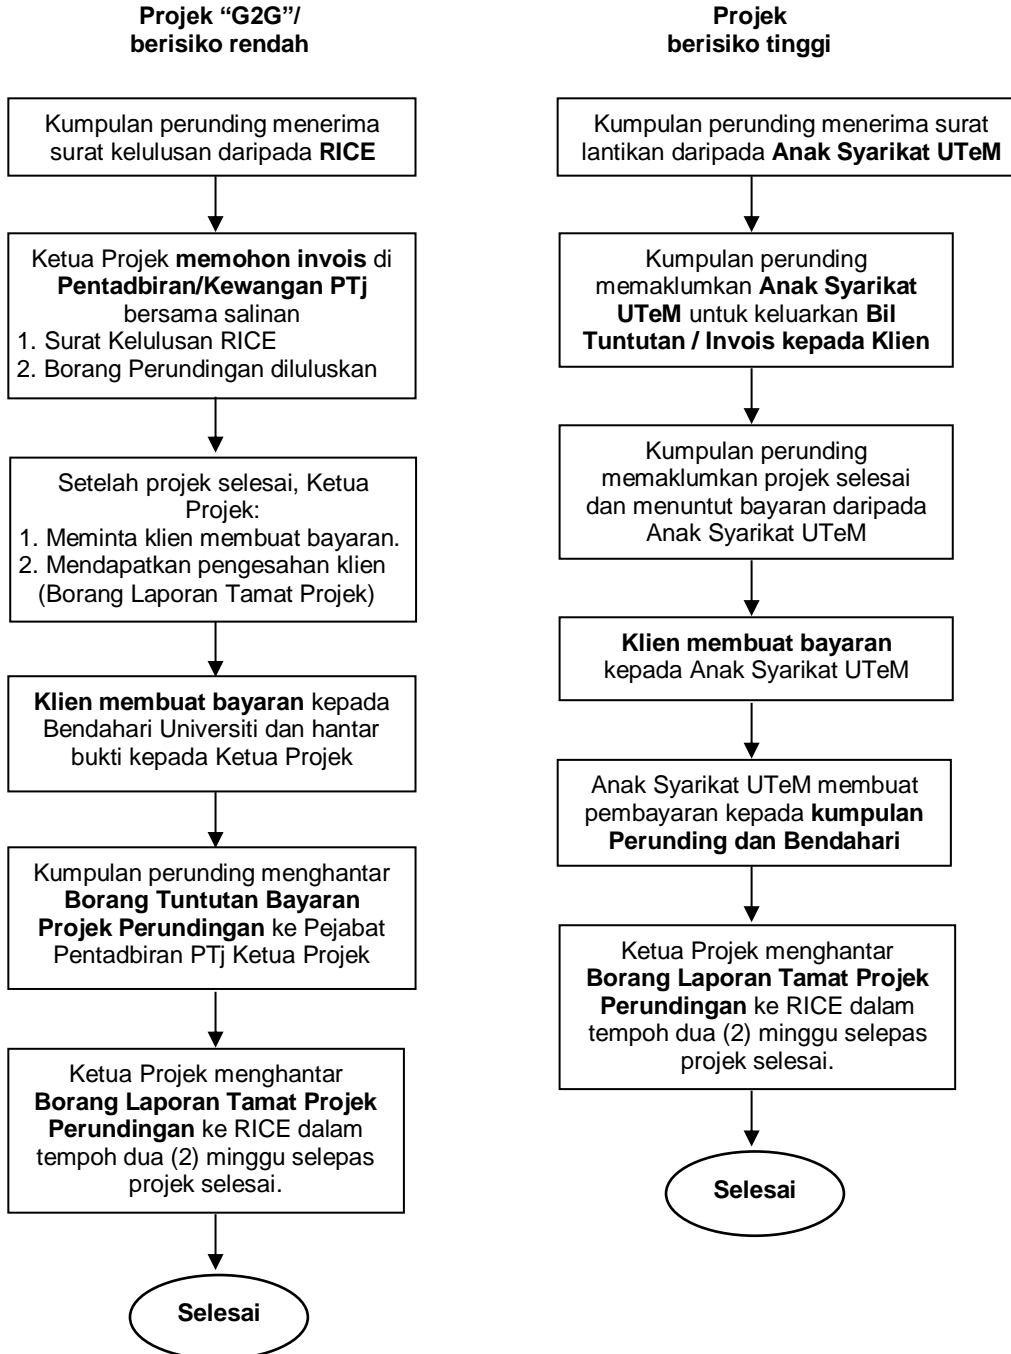 Projek “G2G”/
berisiko rendah
Kumpulan perunding menerima
surat kelulusan daripada RICE
Ketua Projek memohon invois di
Pentadbiran/Kewangan PTj
bersama salinan
1. Surat Kelulusan RICE
2. Borang Perundingan diluluskan
Setelah projek selesai, Ketua
Projek:
1. Meminta klien membuat bayaran.
2. Mendapatkan pengesahan klien
(Borang Laporan Tamat Projek)
Klien membuat bayaran kepada
Bendahari Universiti dan hantar
bukti kepada Ketua Projek
Kumpulan perunding menghantar
Borang Tuntutan Bayaran
Projek Perundingan ke Pejabat
Pentadbiran PTj Ketua Projek
Ketua Projek menghantar
Borang Laporan Tamat Projek
Perundingan ke RICE dalam
tempoh dua (2) minggu selepas
projek selesai.
Selesai
Projek
berisiko tinggi
Kumpulan perunding menerima surat
lantikan daripada Anak Syarikat UTeM
Kumpulan perunding
memaklumkan Anak Syarikat
UTeM untuk keluarkan Bil
Tuntutan / Invois kepada Klien
Kumpulan perunding
memaklumkan projek selesai
dan menuntut bayaran daripada
Anak Syarikat UTeM
Klien membuat bayaran
kepada Anak Syarikat UTeM
Anak Syarikat UTeM membuat
pembayaran kepada kumpulan
Perunding dan Bendahari
Ketua Projek menghantar
Borang Laporan Tamat Projek
Perundingan ke RICE dalam
tempoh dua (2) minggu selepas
projek selesai.
Selesai